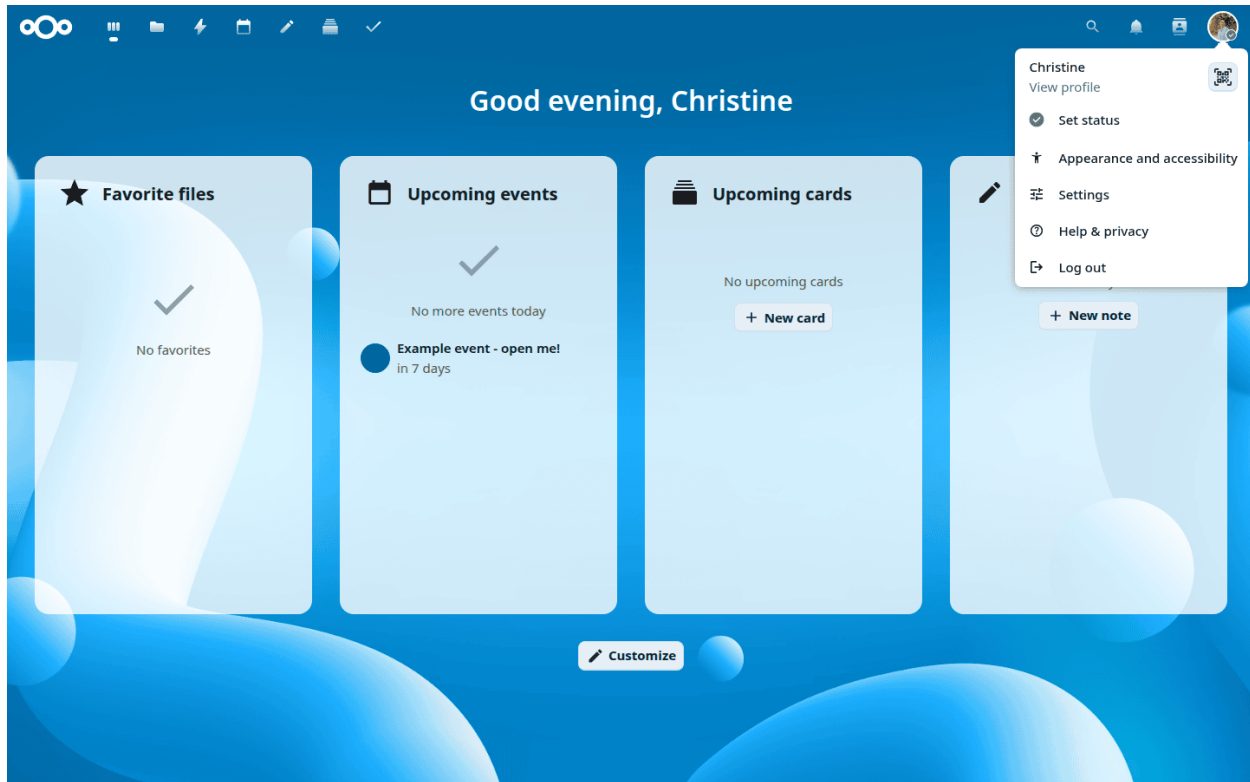 Good evening, Christine
Christine
View profile
Set status
Appearance and accessibility
Settings
Help & privacy
Log out
Favorite files
No favorites
Upcoming events
No more events today
Example event - open me!
in 7 days
Upcoming cards
No upcoming cards
+ New card
+ New note
Customize